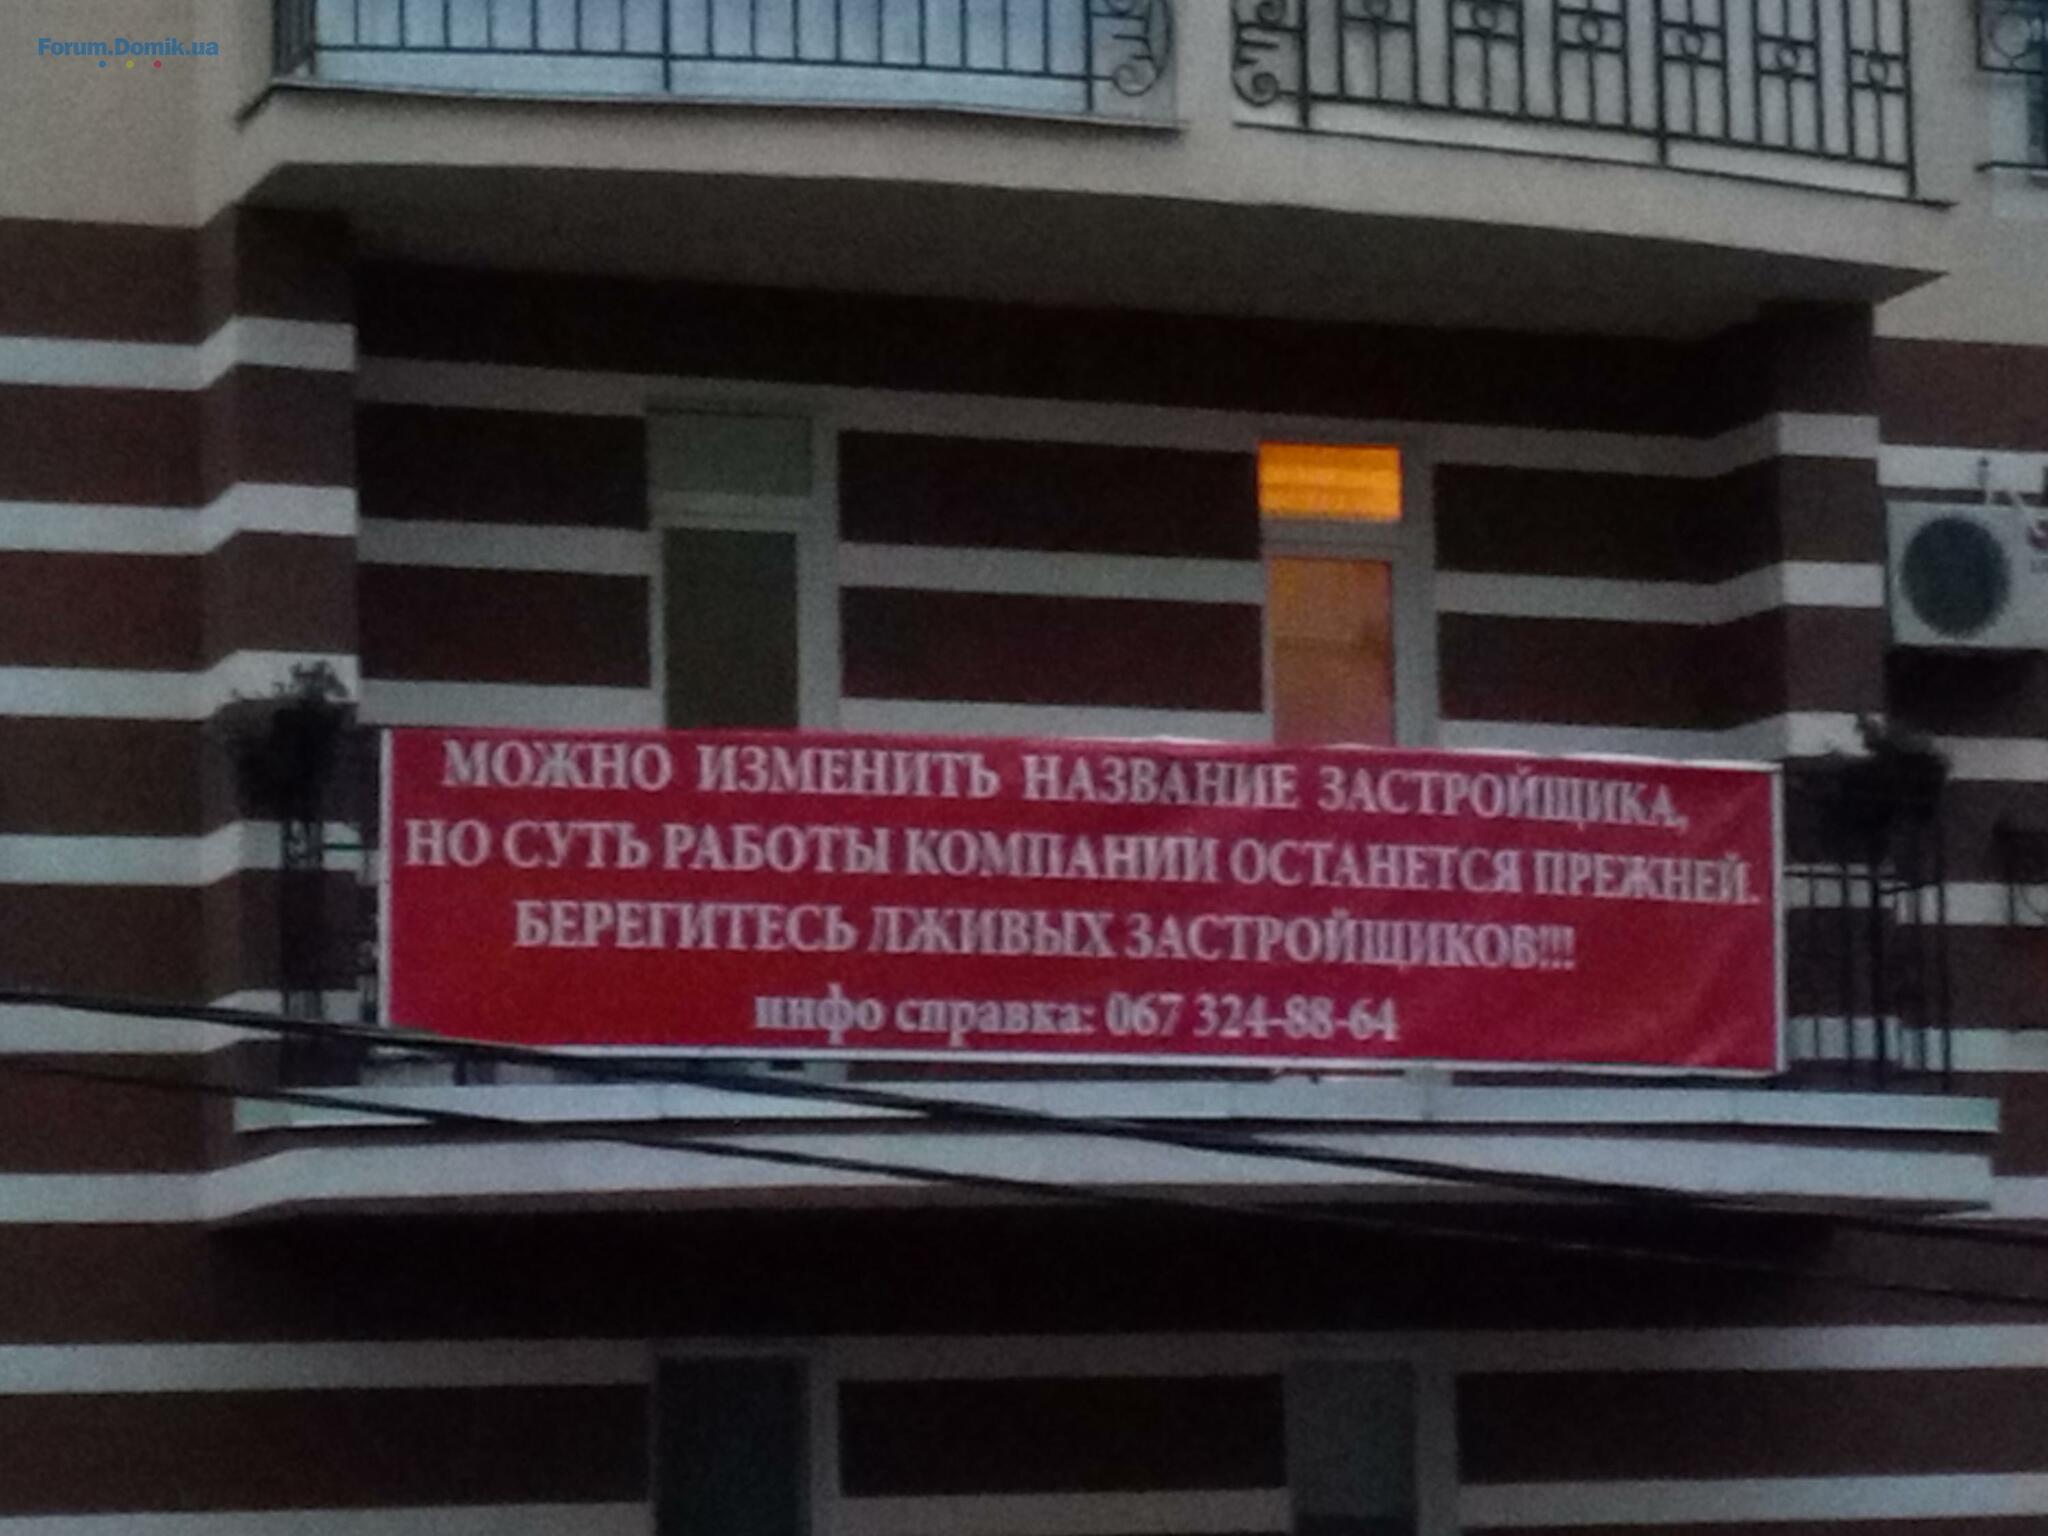 Forum.Domik.ua
МОЖНО ИЗМЕНИТЬ НАЗВАНИЕ ЗАСТРОЙЩИКА,
НО СУТЬ РАБОТЫ КОМПАНИИ ОСТАНЕТСЯ ПРЕЖНЕЙ.
БЕРЕГИТЕСЬ ЛЖИВЫХ ЗАСТРОЙЩИКОВ!!!
инфо справка: 067 324-88-64